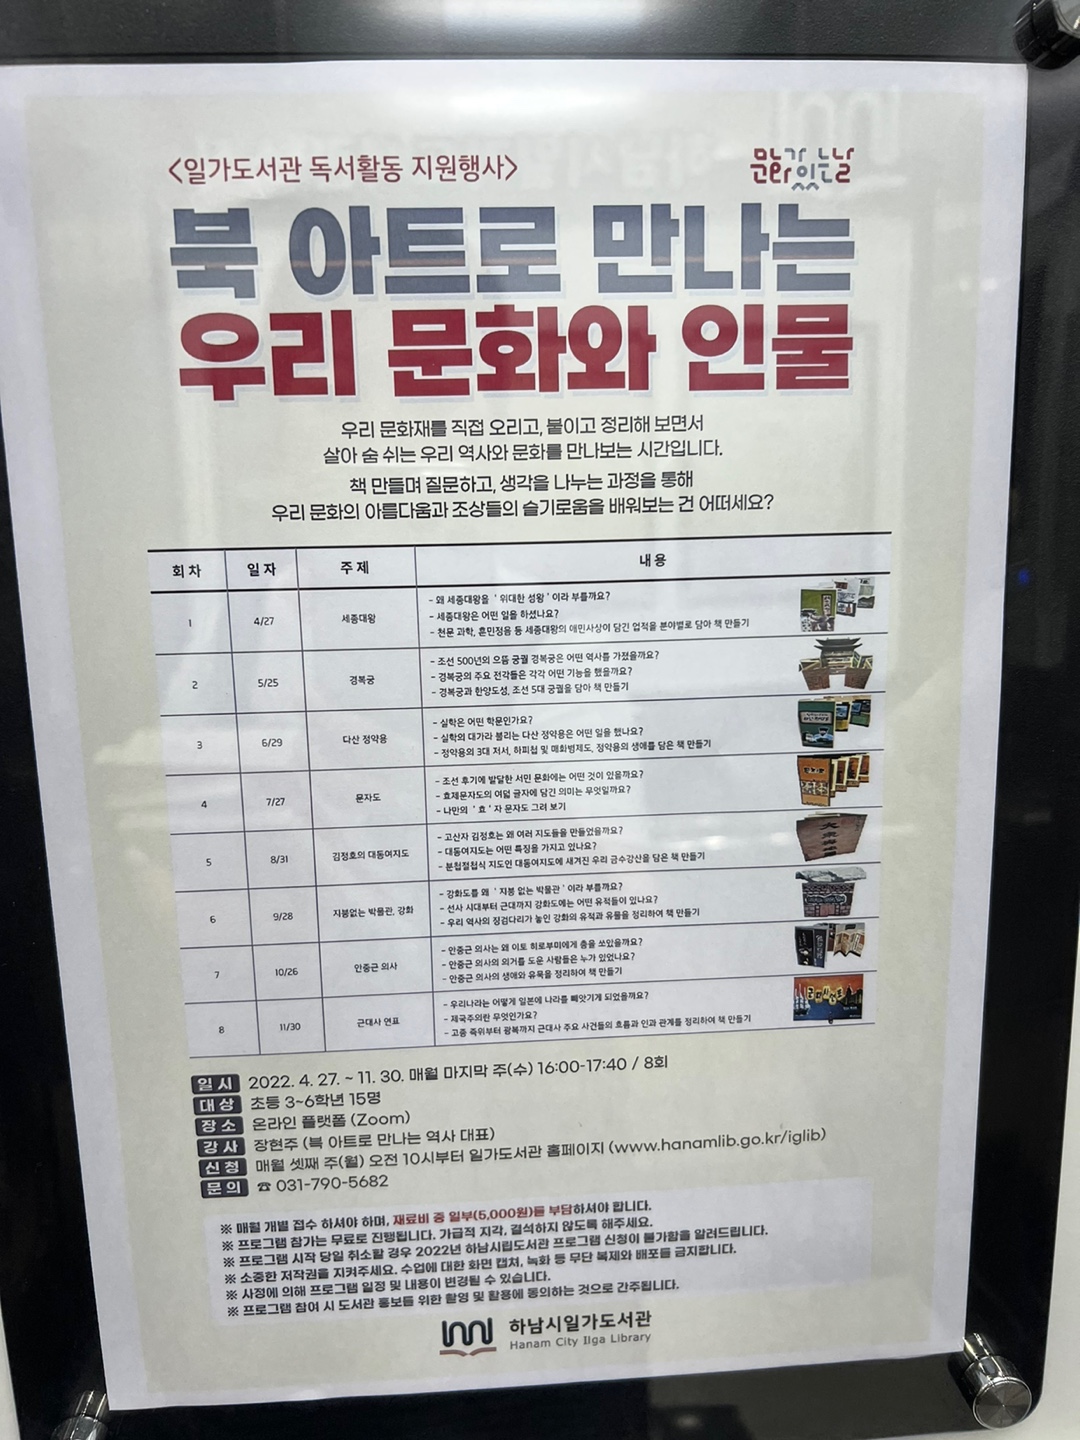 <일가도서관 독서활동 지원행사>
문화가 있는 날
북 아트로 만나는
우리 문화와 인물
우리 문화재를 직접 오리고, 붙이고 정리해 보면서
살아 숨 쉬는 우리 역사와 문화를 만나보는 시간입니다.
책 만들며 질문하고, 생각을 나누는 과정을 통해
우리 문화의 아름다움과 조상들의 슬기로움을 배워보는 건 어떠세요?
회차 일자 주제 내용
1 4/27 세종대왕
- 왜 세종대왕을 '위대한 성왕'이라 부를까요?
- 세종대왕은 어떤 일을 하셨나요?
- 천문 과학, 훈민정음 등 세종대왕의 애민사상이 담긴 업적을 분야별로 담아 책 만들기
2 5/25 경복궁
- 조선 500년의 으뜸 궁궐 경복궁은 어떤 역사를 가졌을까요?
- 경복궁의 주요 전각들은 각각 어떤 기능을 했을까요?
- 경복궁과 한양도성, 조선 5대 궁궐을 담아 책 만들기
3 6/29 다산 정약용
- 실학은 어떤 학문인가요?
- 실학의 대가라 불리는 다산 정약용은 어떤 일을 했나요?
- 정약용의 3대 저서, 하피첩 및 매화병제도, 정약용의 생애를 담은 책 만들기
4 7/27 문자도
- 조선 후기에 발달한 서민 문화에는 어떤 것이 있을까요?
- 효제문자도의 여덟 글자에 담긴 의미는 무엇일까요?
- 나만의 '효'자 문자도 그려 보기
5 8/31 김정호의 대동여지도
- 고산자 김정호는 왜 여러 지도들을 만들었을까요?
- 대동여지도는 어떤 특징을 가지고 있나요?
- 분첩절첩식 지도인 대동여지도에 새겨진 우리 금수강산을 담은 책 만들기
6 9/28 지붕없는 박물관, 강화
- 강화도를 왜 '지붕 없는 박물관'이라 부를까요?
- 선사 시대부터 근대까지 강화도에는 어떤 유적들이 있나요?
- 우리 역사의 징검다리가 놓인 강화의 유적과 유물을 정리하여 책 만들기
7 10/26 안중근 의사
- 안중근 의사는 왜 이토 히로부미에게 총을 쏘았을까요?
- 안중근 의사의 의거를 도운 사람들은 누가 있었나요?
- 안중근 의사의 생애와 유묵을 정리하여 책 만들기
8 11/30 근대사 연표
- 우리나라는 어떻게 일본에 나라를 빼앗기게 되었을까요?
- 제국주의란 무엇인가요?
- 고종 즉위부터 광복까지 근대사 주요 사건들의 흐름과 인과 관계를 정리하여 책 만들기
일시 2022. 4. 27. ~ 11. 30. 매월 마지막 주(수) 16:00-17:40 / 8회
대상 초등 3~6학년 15명
장소 온라인 플랫폼 (Zoom)
강사 장현주 (북 아트로 만나는 역사 대표)
신청 매월 셋째 주(월) 오전 10시부터 일가도서관 홈페이지 (www.hanamlib.go.kr/iglib)
문의 ☎ 031-790-5682
※ 매월 개별 접수 하셔야 하며, 재료비 중 일부(5,000원)를 부담하셔야 합니다.
※ 프로그램 참가는 무료로 진행됩니다. 가급적 지각, 결석하지 않도록 해주세요.
※ 프로그램 시작 당일 취소할 경우 2022년 하남시립도서관 프로그램 신청이 불가함을 알려드립니다.
※ 소중한 저작권을 지켜주세요. 수업에 대한 화면 캡쳐, 녹화 등 무단 복제와 배포를 금지합니다.
※ 사정에 의해 프로그램 일정 및 내용이 변경될 수 있습니다.
※ 프로그램 참여 시 도서관 홍보를 위한 촬영 및 활용에 동의하는 것으로 간주됩니다.
하남시일가도서관
Hanam City Ilga Library